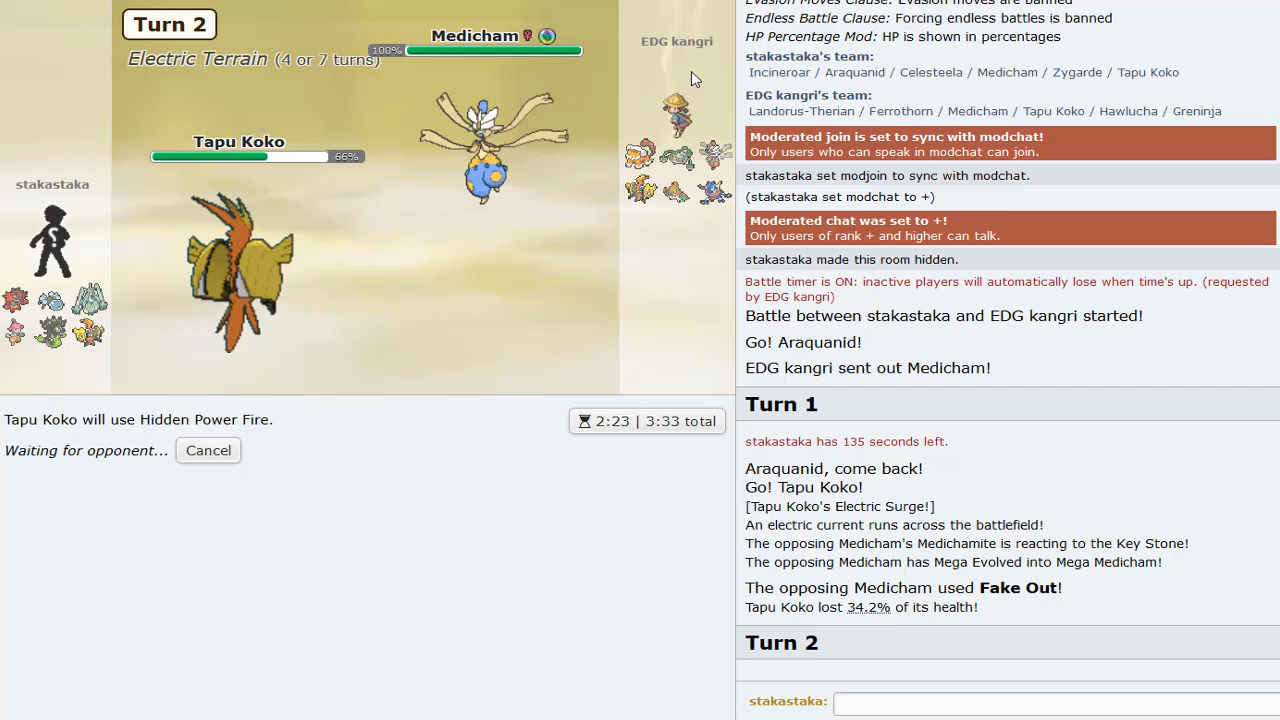 Turn 2
Electric Terrain (4 or 7 turns)
Medicham
100%
Tapu Koko
66%
stakastaka
EDG kangri
Tapu Koko will use Hidden Power Fire.
2:23 | 3:33 total
Waiting for opponent... Cancel
Evasion Moves Clause: Evasion moves are banned
Endless Battle Clause: Forcing endless battles is banned
HP Percentage Mod: HP is shown in percentages
stakastaka's team:
Incineroar / Araquanid / Celesteela / Medicham / Zygarde / Tapu Koko
EDG kangri's team:
Landorus-Therian / Ferrothorn / Medicham / Tapu Koko / Hawlucha / Greninja
Moderated join is set to sync with modchat!
Only users who can speak in modchat can join.
stakastaka set modjoin to sync with modchat.
(stakastaka set modchat to +)
Moderated chat was set to +!
Only users of rank + and higher can talk.
stakastaka made this room hidden.
Battle timer is ON: inactive players will automatically lose when time's up. (requested
by EDG kangri)
Battle between stakastaka and EDG kangri started!
Go! Araquanid!
EDG kangri sent out Medicham!
Turn 1
stakastaka has 135 seconds left.
Araquanid, come back!
Go! Tapu Koko!
[Tapu Koko's Electric Surge!]
An electric current runs across the battlefield!
The opposing Medicham's Medichamite is reacting to the Key Stone!
The opposing Medicham has Mega Evolved into Mega Medicham!
The opposing Medicham used Fake Out!
Tapu Koko lost 34.2% of its health!
Turn 2
stakastaka: